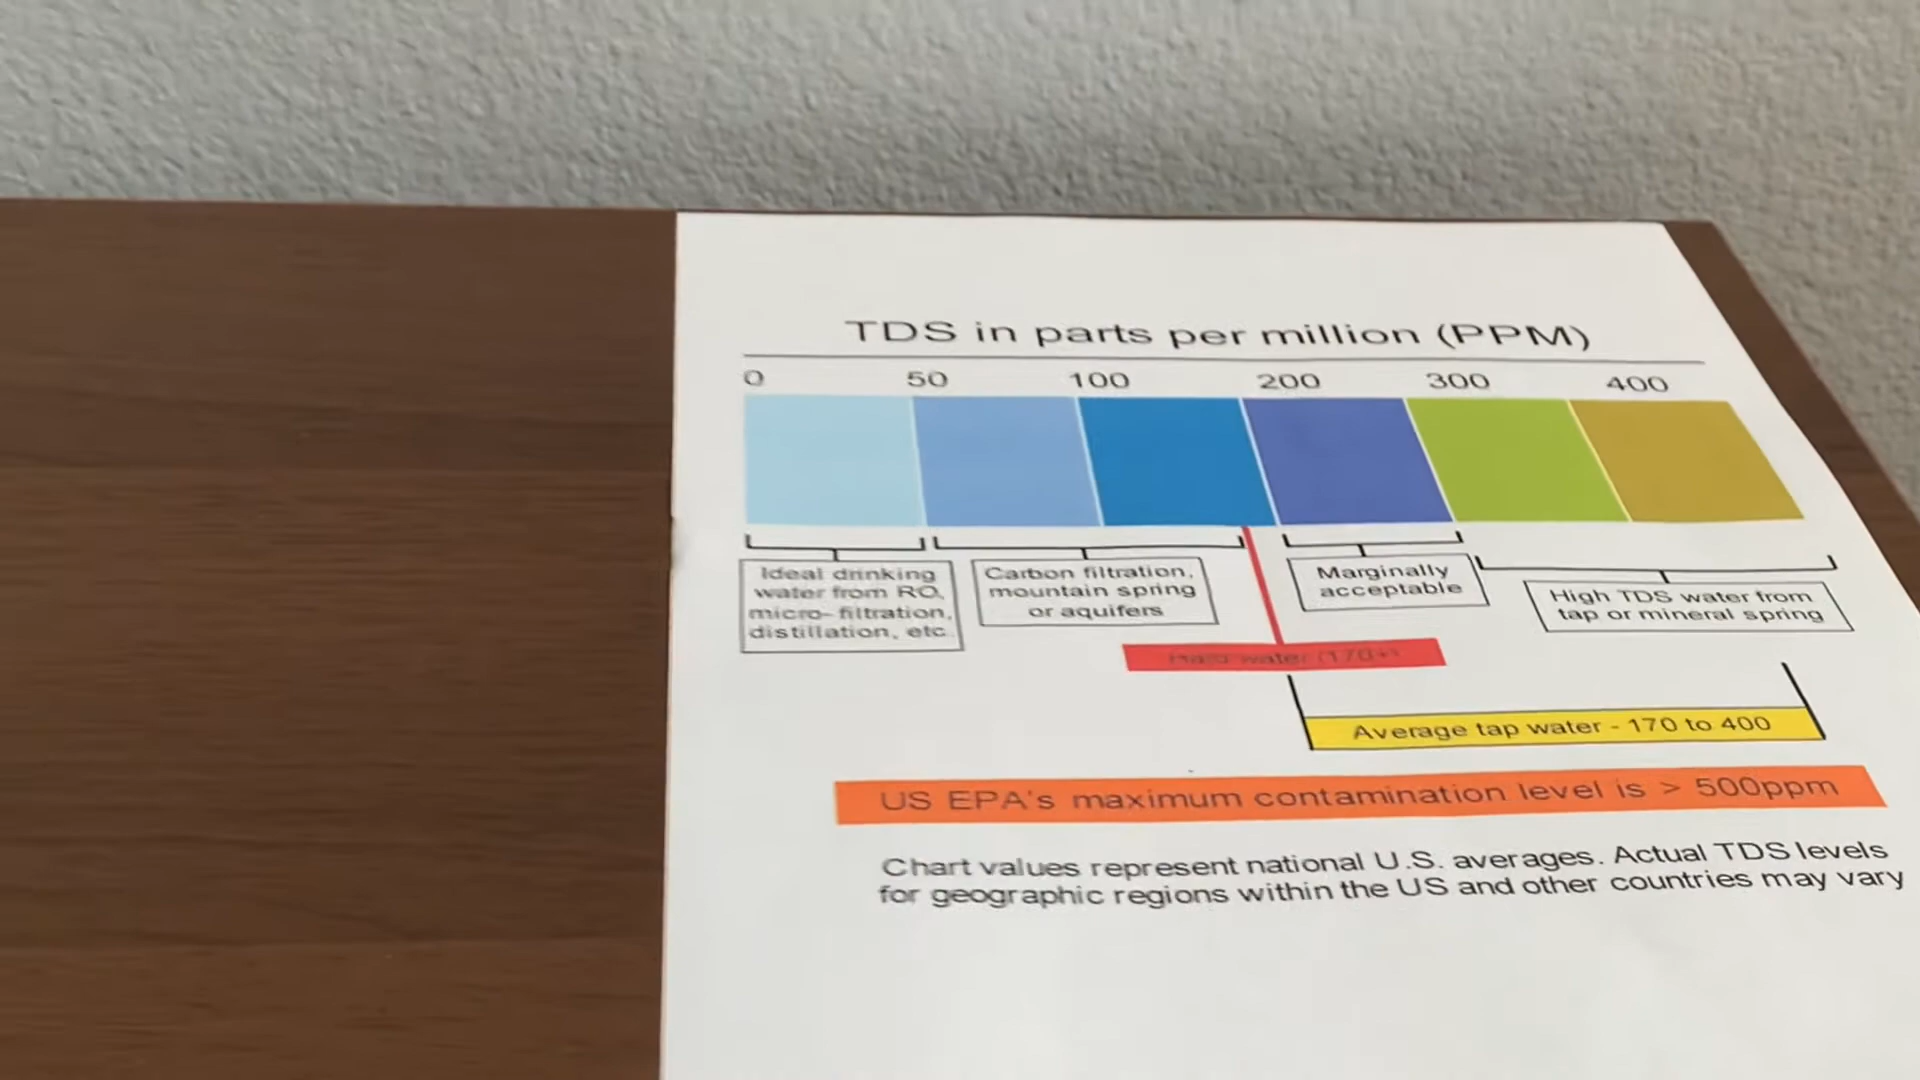 TDS in parts per million (PPM)
0 50 100 200 300 400
Ideal drinking
water from RO,
micro-filtration,
distillation, etc.
Carbon filtration,
mountain spring
or aquifers
Marginally
acceptable
High TDS water from
tap or mineral spring
Hard water (170+)
Average tap water - 170 to 400
US EPA's maximum contamination level is > 500ppm
Chart values represent national U.S. averages. Actual TDS levels
for geographic regions within the US and other countries may vary